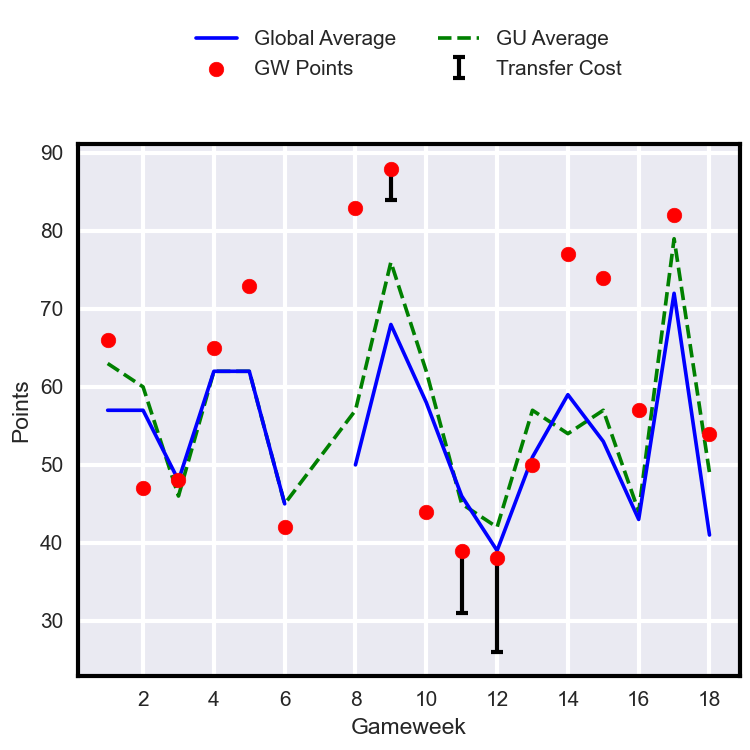 Global Average
GU Average
GW Points
Transfer Cost
90
80
70
60
50
40
30
Points
2 4 6 8 10 12 14 16 18
Gameweek